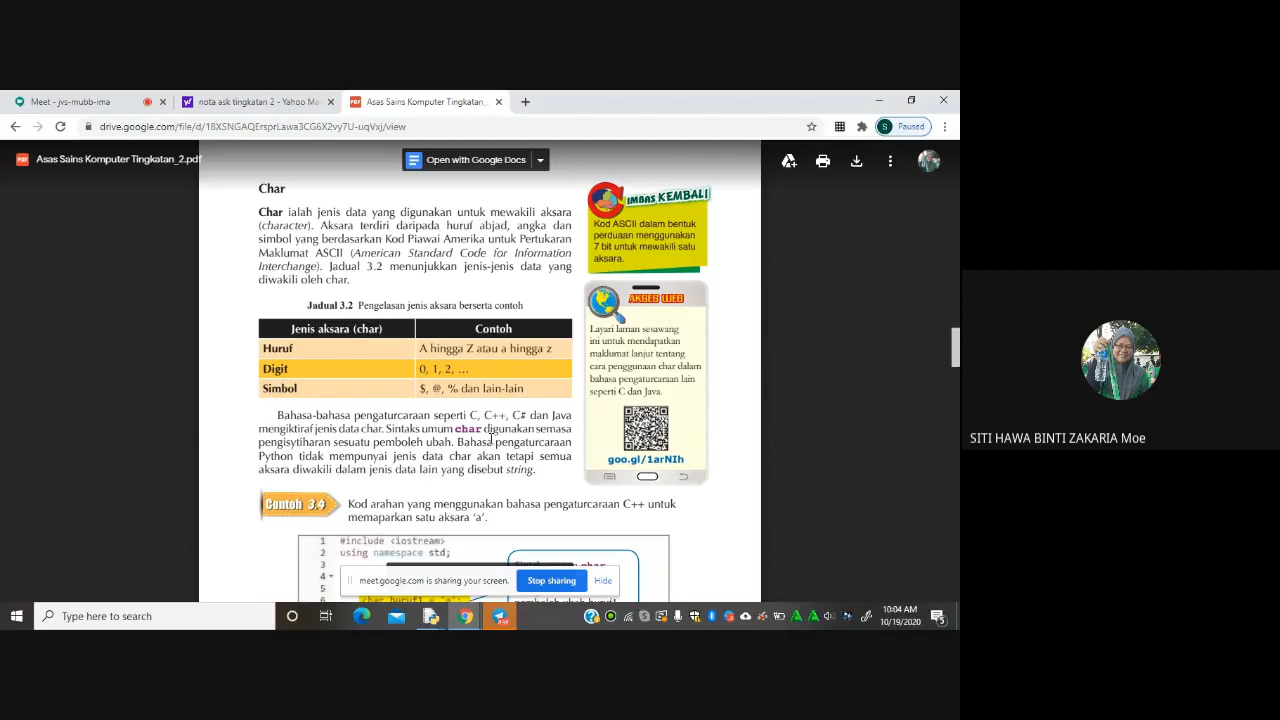 Meet - jvs-mubb-ima
nota ask tingkatan 2 - Yahoo Ma
Asas Sains Komputer Tingkatan_
drive.google.com/file/d/18XSNGAQErsprLawa3CG6X2vy7U-uqVxj/view
S Paused
PDF Asas Sains Komputer Tingkatan_2.pdf
Open with Google Docs
Char
Char ialah jenis data yang digunakan untuk mewakili aksara
(character). Aksara terdiri daripada huruf abjad, angka dan
simbol yang berdasarkan Kod Piawai Amerika untuk Pertukaran
Maklumat ASCII (American Standard Code for Information
Interchange). Jadual 3.2 menunjukkan jenis-jenis data yang
diwakili oleh char.
IMBAS KEMBALI
Kod ASCII dalam bentuk
perduaan menggunakan
7 bit untuk mewakili satu
aksara.
Jadual 3.2 Pengelasan jenis aksara berserta contoh
Jenis aksara (char) Contoh
Huruf A hingga Z atau a hingga z
Digit 0, 1, 2, ...
Simbol $, @, % dan lain-lain
AKSES WEB
Layari laman sesawang
ini untuk mendapatkan
maklumat lanjut tentang
cara penggunaan char dalam
bahasa pengaturcaraan lain
seperti C dan Java.
goo.gl/1arNIh
Bahasa-bahasa pengaturcaraan seperti C, C++, C# dan Java
mengiktiraf jenis data char. Sintaks umum char digunakan semasa
pengisytiharan sesuatu pemboleh ubah. Bahasa pengaturcaraan
Python tidak mempunyai jenis data char akan tetapi semua
aksara diwakili dalam jenis data lain yang disebut string.
Contoh 3.4 Kod arahan yang menggunakan bahasa pengaturcaraan C++ untuk
memaparkan satu aksara 'a'.
1 #include <iostream>
2 using namespace std;
3
4
5
meet.google.com is sharing your screen.
Stop sharing
Hide
Type here to search
10:04 AM
10/19/2020
5
SITI HAWA BINTI ZAKARIA Moe